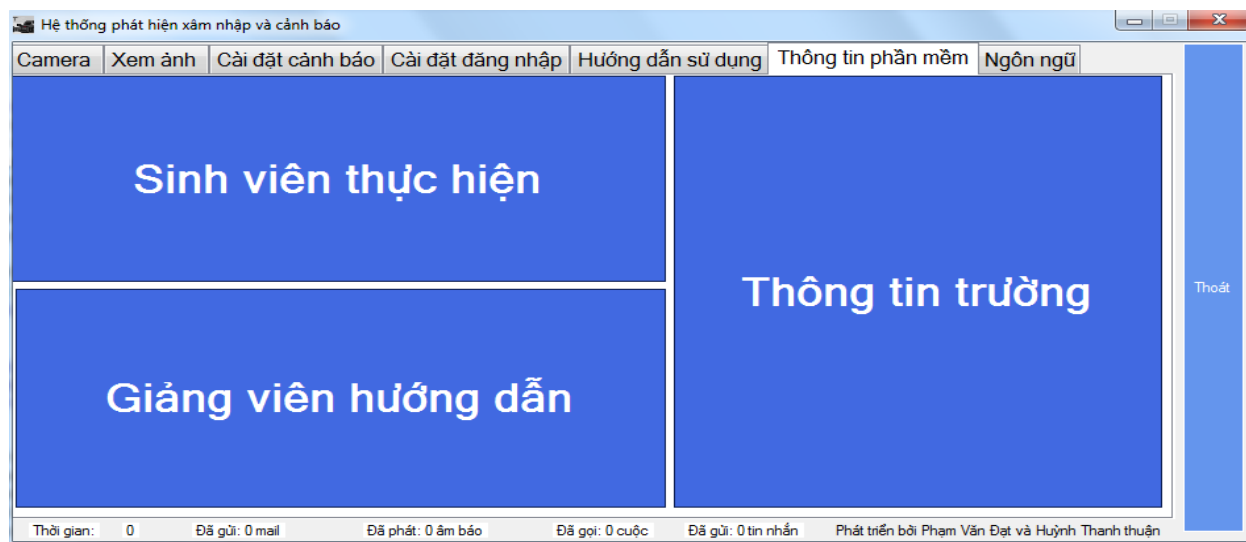 Hệ thống phát hiện xâm nhập và cảnh báo
Camera Xem ảnh Cài đặt cảnh báo Cài đặt đăng nhập Hướng dẫn sử dụng Thông tin phần mềm Ngôn ngữ
Sinh viên thực hiện
Giảng viên hướng dẫn
Thông tin trường
Thoát
Thời gian: 0 Đã gửi: 0 mail Đã phát: 0 âm báo Đã gọi: 0 cuộc Đã gửi: 0 tin nhắn Phát triển bởi Phạm Văn Đạt và Huỳnh Thanh thuận